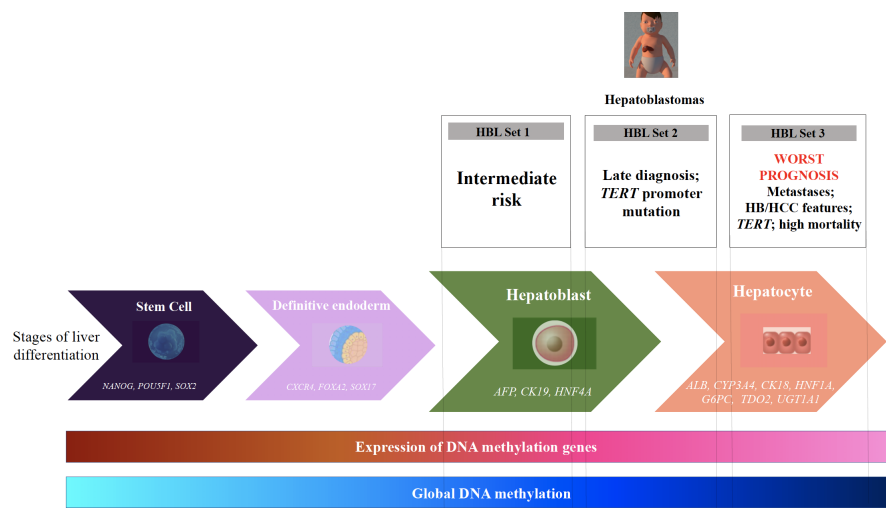 Hepatoblastomas
HBL Set 1
Intermediate
risk
HBL Set 2
Late diagnosis;
TERT promoter
mutation
HBL Set 3
WORST
PROGNOSIS
Metastases;
HB/HCC features;
TERT; high mortality
Stages of liver
differentiation
Stem Cell
NANOG, POU5F1, SOX2
Definitive endoderm
CXCR4, FOXA2, SOX17
Hepatoblast
AFP, CK19, HNF4A
Hepatocyte
ALB, CYP3A4, CK18, HNF1A,
G6PC, TDO2, UGT1A1
Expression of DNA methylation genes
Global DNA methylation